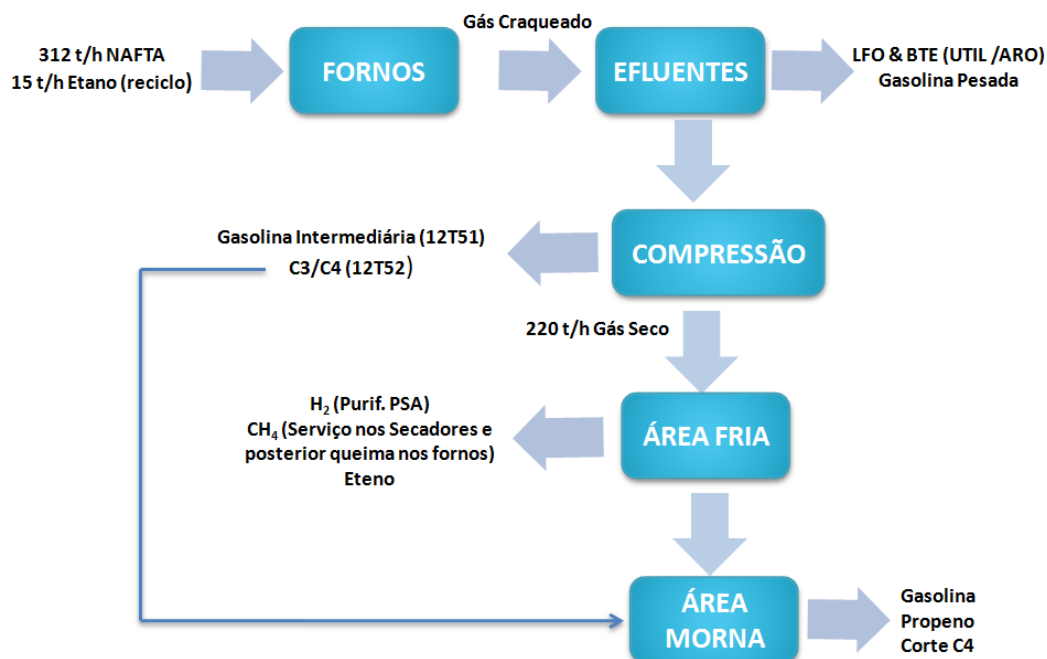 312 t/h NAFTA
15 t/h Etano (reciclo)
FORNOS
Gás Craqueado
EFLUENTES
LFO & BTE (UTIL /ARO)
Gasolina Pesada
Gasolina Intermediária (12T51)
C3/C4 (12T52)
COMPRESSÃO
220 t/h Gás Seco
H₂ (Purif. PSA)
CH₄ (Serviço nos Secadores e
posterior queima nos fornos)
Eteno
ÁREA FRIA
ÁREA
MORNA
Gasolina
Propeno
Corte C4